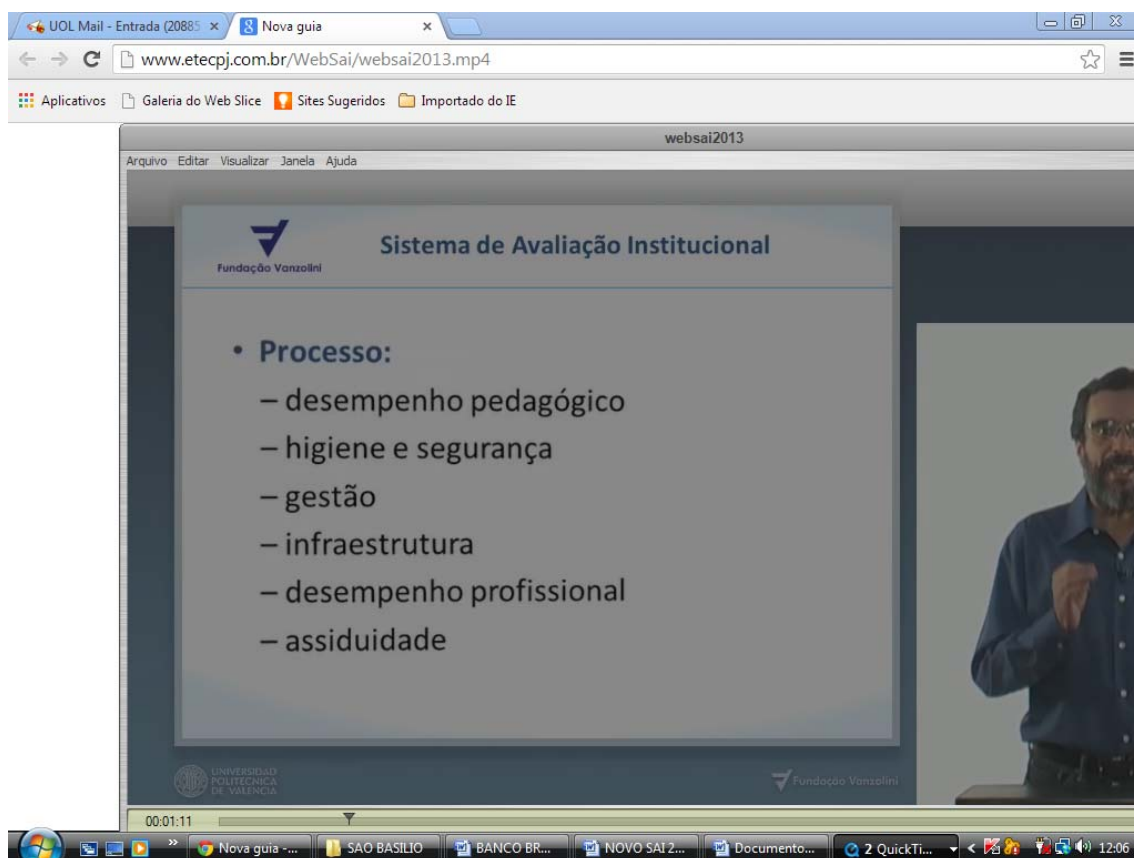 UOL Mail - Entrada (20885
Nova guia
www.etecpj.com.br/WebSai/websai2013.mp4
Aplicativos
Galeria do Web Slice
Sites Sugeridos
Importado do IE
websai2013
Arquivo Editar Visualizar Janela Ajuda
Fundação Vanzolini
Sistema de Avaliação Institucional
• Processo:
– desempenho pedagógico
– higiene e segurança
– gestão
– infraestrutura
– desempenho profissional
– assiduidade
UNIVERSIDAD
POLITECNICA
DE VALENCIA
Fundação Vanzolini
00:01:11
Nova guia -...
SAO BASILIO
BANCO BR...
NOVO SAI 2...
Documento...
2 QuickTi...
12:06